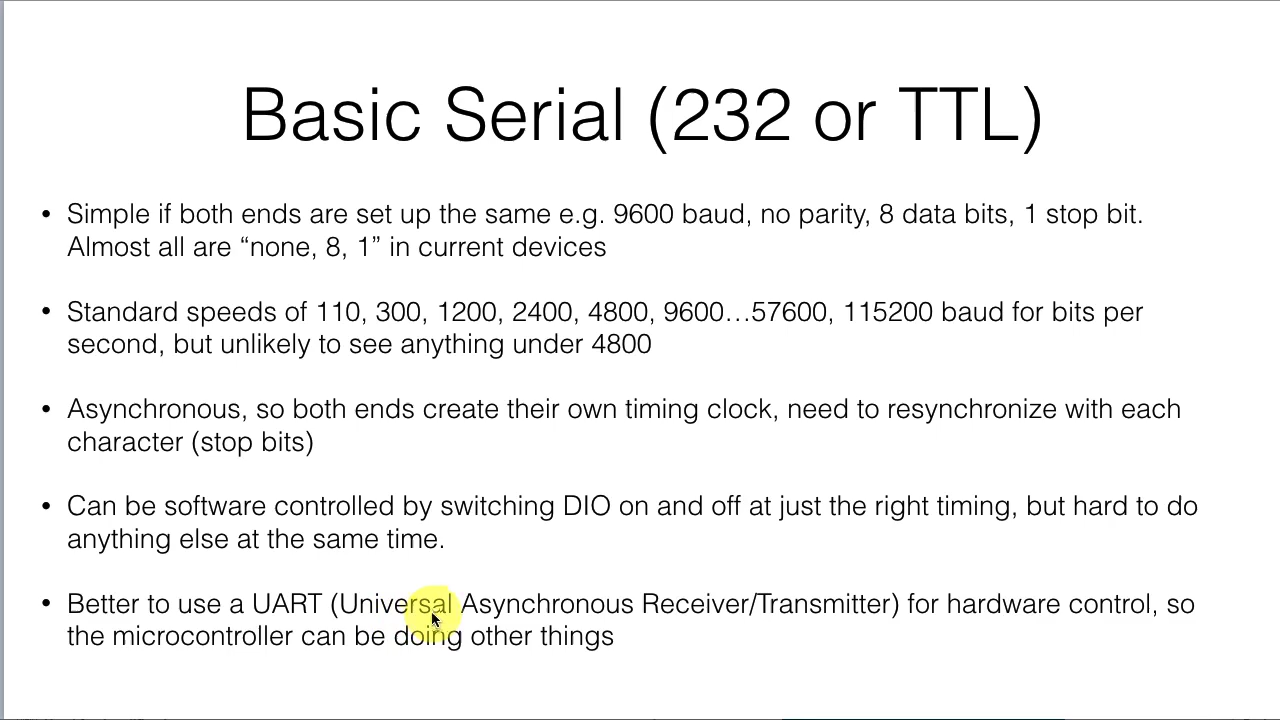 Basic Serial (232 or TTL)
• Simple if both ends are set up the same e.g. 9600 baud, no parity, 8 data bits, 1 stop bit.
Almost all are “none, 8, 1” in current devices
• Standard speeds of 110, 300, 1200, 2400, 4800, 9600…57600, 115200 baud for bits per
second, but unlikely to see anything under 4800
• Asynchronous, so both ends create their own timing clock, need to resynchronize with each
character (stop bits)
• Can be software controlled by switching DIO on and off at just the right timing, but hard to do
anything else at the same time.
• Better to use a UART (Universal Asynchronous Receiver/Transmitter) for hardware control, so
the microcontroller can be doing other things